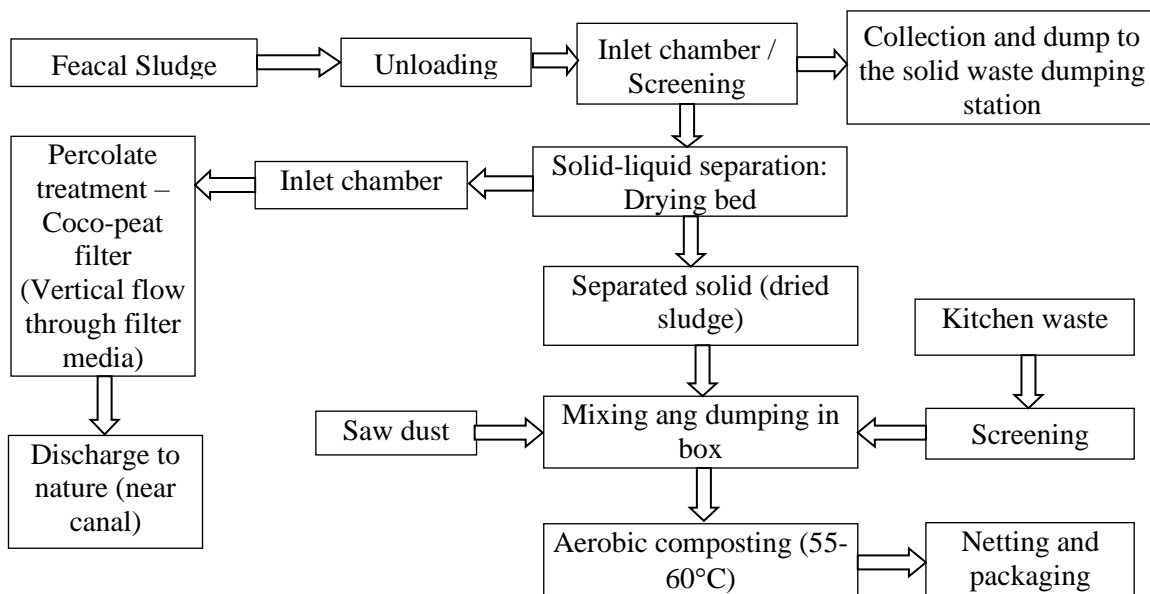 Feacal Sludge
Unloading
Inlet chamber /
Screening
Collection and dump to
the solid waste dumping
station
Percolate
treatment –
Coco-peat
filter
(Vertical flow
through filter
media)
Inlet chamber
Solid-liquid separation:
Drying bed
Separated solid (dried
sludge)
Kitchen waste
Saw dust
Mixing ang dumping in
box
Screening
Discharge to
nature (near
canal)
Aerobic composting (55-
60°C)
Netting and
packaging